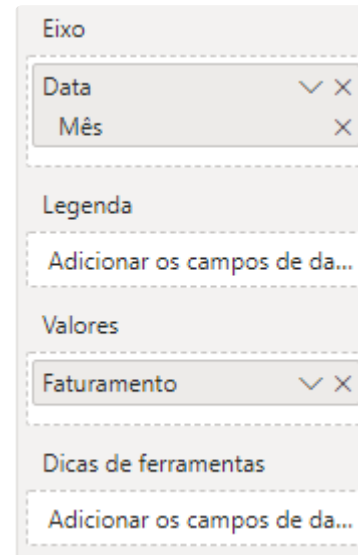 Eixo
Data
Mês
Legenda
Adicionar os campos de da...
Valores
Faturamento
Dicas de ferramentas
Adicionar os campos de da...